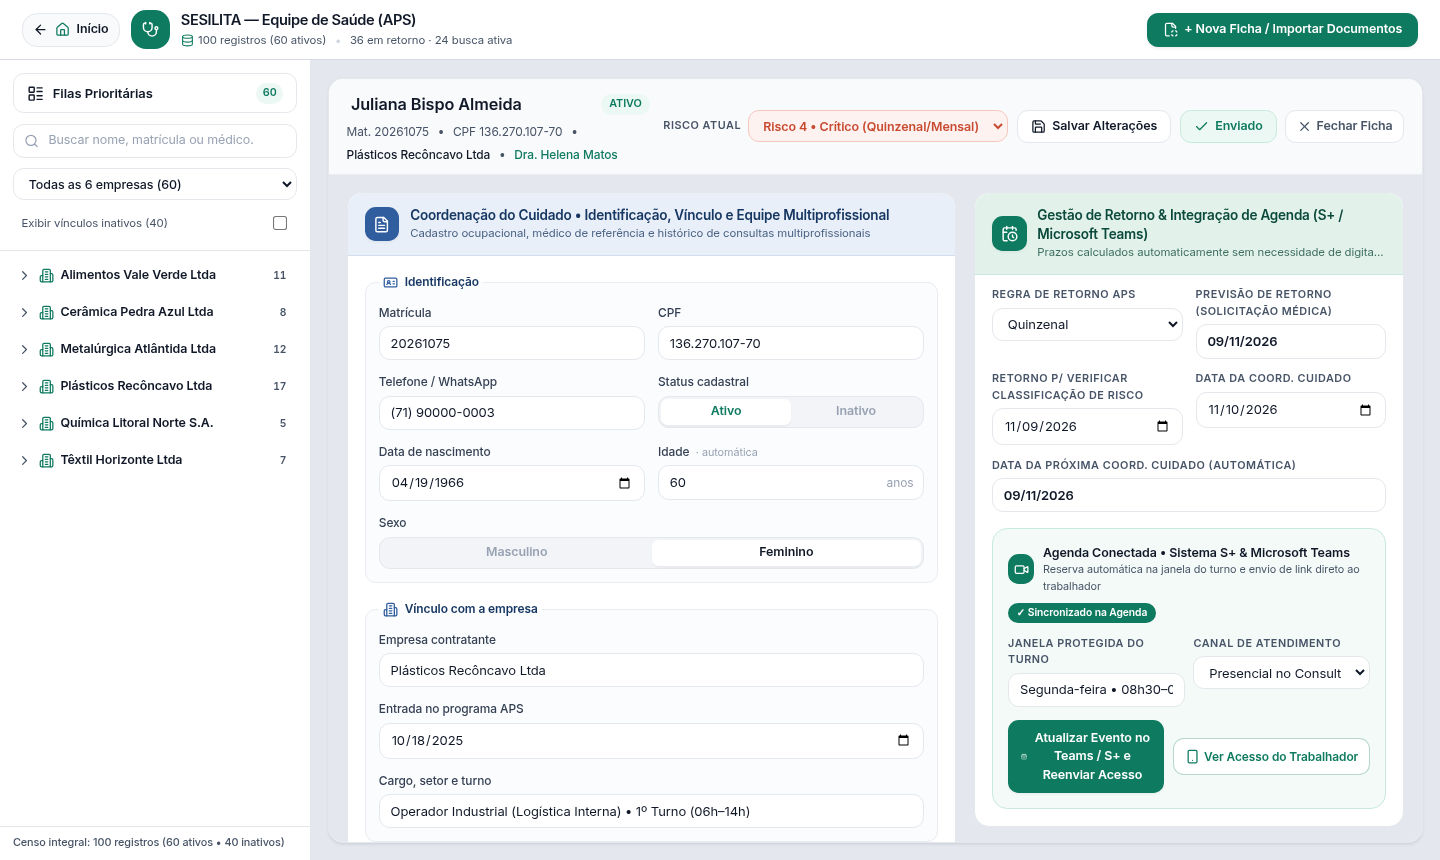 Início
SESILITA — Equipe de Saúde (APS)
100 registros (60 ativos) • 36 em retorno · 24 busca ativa
+ Nova Ficha / Importar Documentos
Filas Prioritárias 60
Buscar nome, matrícula ou médico.
Todas as 6 empresas (60)
Exibir vínculos inativos (40)
Alimentos Vale Verde Ltda 11
Cerâmica Pedra Azul Ltda 8
Metalúrgica Atlântida Ltda 12
Plásticos Recôncavo Ltda 17
Química Litoral Norte S.A. 5
Têxtil Horizonte Ltda 7
Censo integral: 100 registros (60 ativos • 40 inativos)
Juliana Bispo Almeida ATIVO
Mat. 20261075 • CPF 136.270.107-70 •
Plásticos Recôncavo Ltda • Dra. Helena Matos
RISCO ATUAL
Risco 4 • Crítico (Quinzenal/Mensal)
Salvar Alterações
Enviado
Fechar Ficha
Coordenação do Cuidado • Identificação, Vínculo e Equipe Multiprofissional
Cadastro ocupacional, médico de referência e histórico de consultas multiprofissionais
Identificação
Matrícula
20261075
CPF
136.270.107-70
Telefone / WhatsApp
(71) 90000-0003
Status cadastral
Ativo Inativo
Data de nascimento
04/19/1966
Idade · automática
60 anos
Sexo
Masculino Feminino
Vínculo com a empresa
Empresa contratante
Plásticos Recôncavo Ltda
Entrada no programa APS
10/18/2025
Cargo, setor e turno
Operador Industrial (Logística Interna) • 1º Turno (06h–14h)
Gestão de Retorno & Integração de Agenda (S+ /
Microsoft Teams)
Prazos calculados automaticamente sem necessidade de digita...
REGRA DE RETORNO APS
Quinzenal
PREVISÃO DE RETORNO
(SOLICITAÇÃO MÉDICA)
09/11/2026
RETORNO P/ VERIFICAR
CLASSIFICAÇÃO DE RISCO
11/09/2026
DATA DA COORD. CUIDADO
11/10/2026
DATA DA PRÓXIMA COORD. CUIDADO (AUTOMÁTICA)
09/11/2026
Agenda Conectada • Sistema S+ & Microsoft Teams
Reserva automática na janela do turno e envio de link direto ao
trabalhador
✓ Sincronizado na Agenda
JANELA PROTEGIDA DO
TURNO
Segunda-feira • 08h30–0
CANAL DE ATENDIMENTO
Presencial no Consult
Atualizar Evento no
Teams / S+ e
Reenviar Acesso
Ver Acesso do Trabalhador